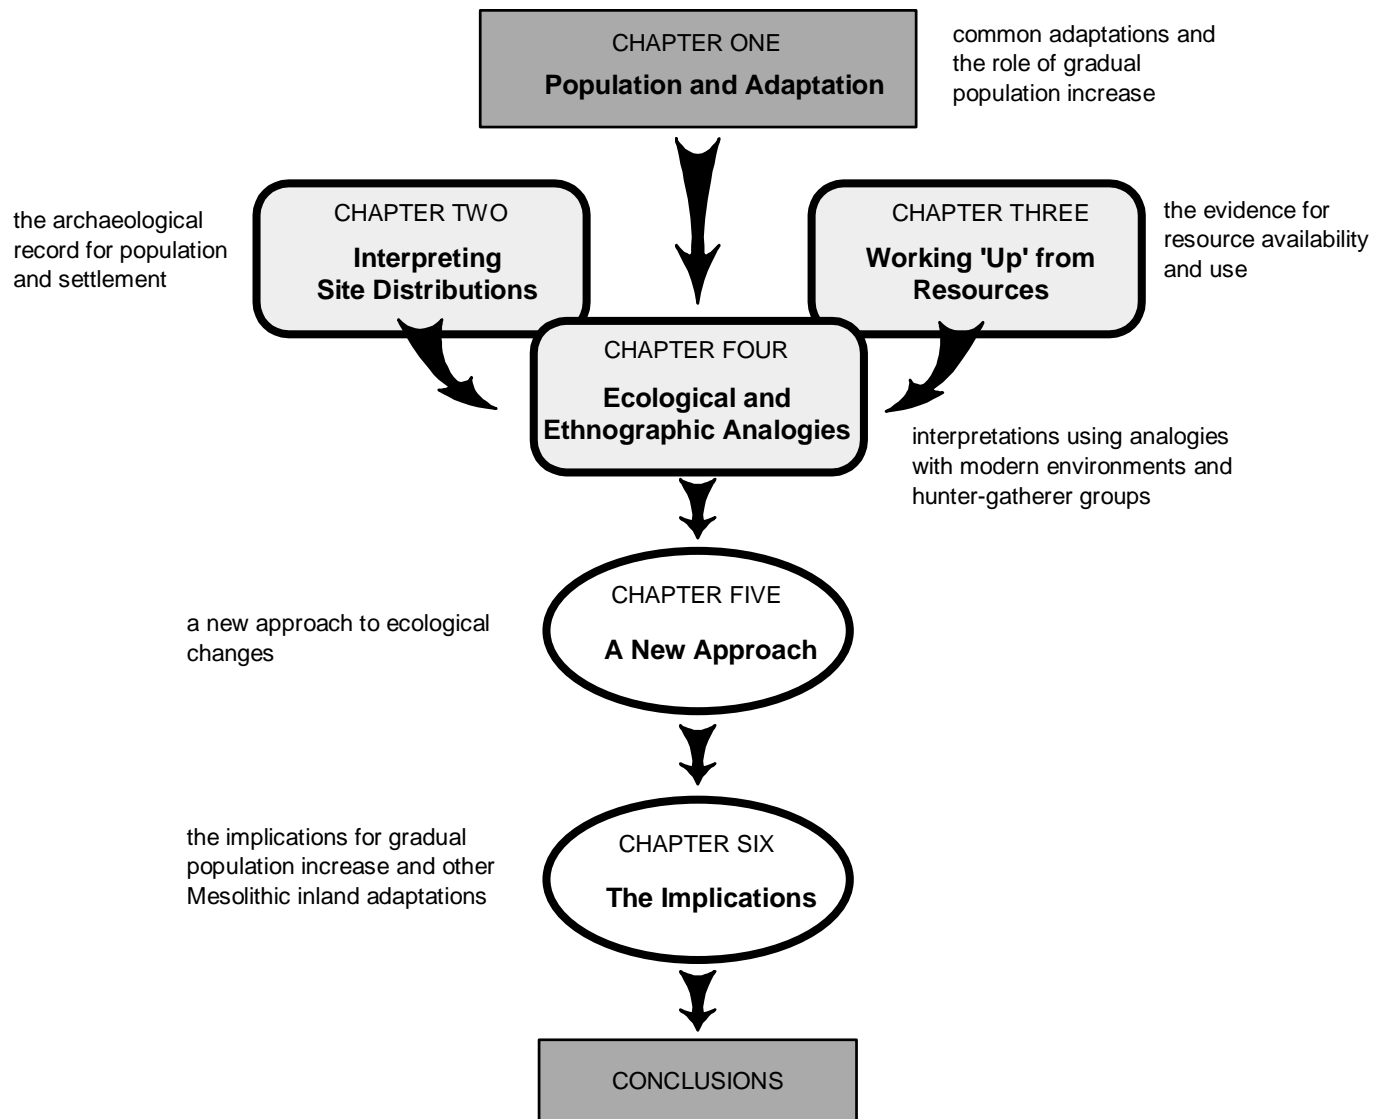 CHAPTER ONE
Population and Adaptation
common adaptations and
the role of gradual
population increase
the archaeological
record for population
and settlement
CHAPTER TWO
Interpreting
Site Distributions
CHAPTER THREE
Working 'Up' from
Resources
the evidence for
resource availability
and use
CHAPTER FOUR
Ecological and
Ethnographic Analogies
interpretations using analogies
with modern environments and
hunter-gatherer groups
a new approach to ecological
changes
CHAPTER FIVE
A New Approach
the implications for gradual
population increase and other
Mesolithic inland adaptations
CHAPTER SIX
The Implications
CONCLUSIONS